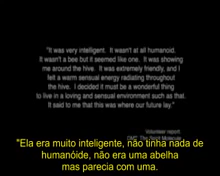 "It was very intelligent. It wasn't at all humanoid.
It wasn't a bee but it seemed like one. It was showing
me around the hive. It was extremely friendly, and I
felt a warm sensual energy radiating throughout
the hive. I decided it must be a wonderful thing
to live in a loving and sensual environment such as that.
It said to me that this was where our future lay."
Volunteer report
DMT: The Spirit Molecule
"Ela era muito inteligente, não tinha nada de
humanóide, não era uma abelha
mas parecia com uma.